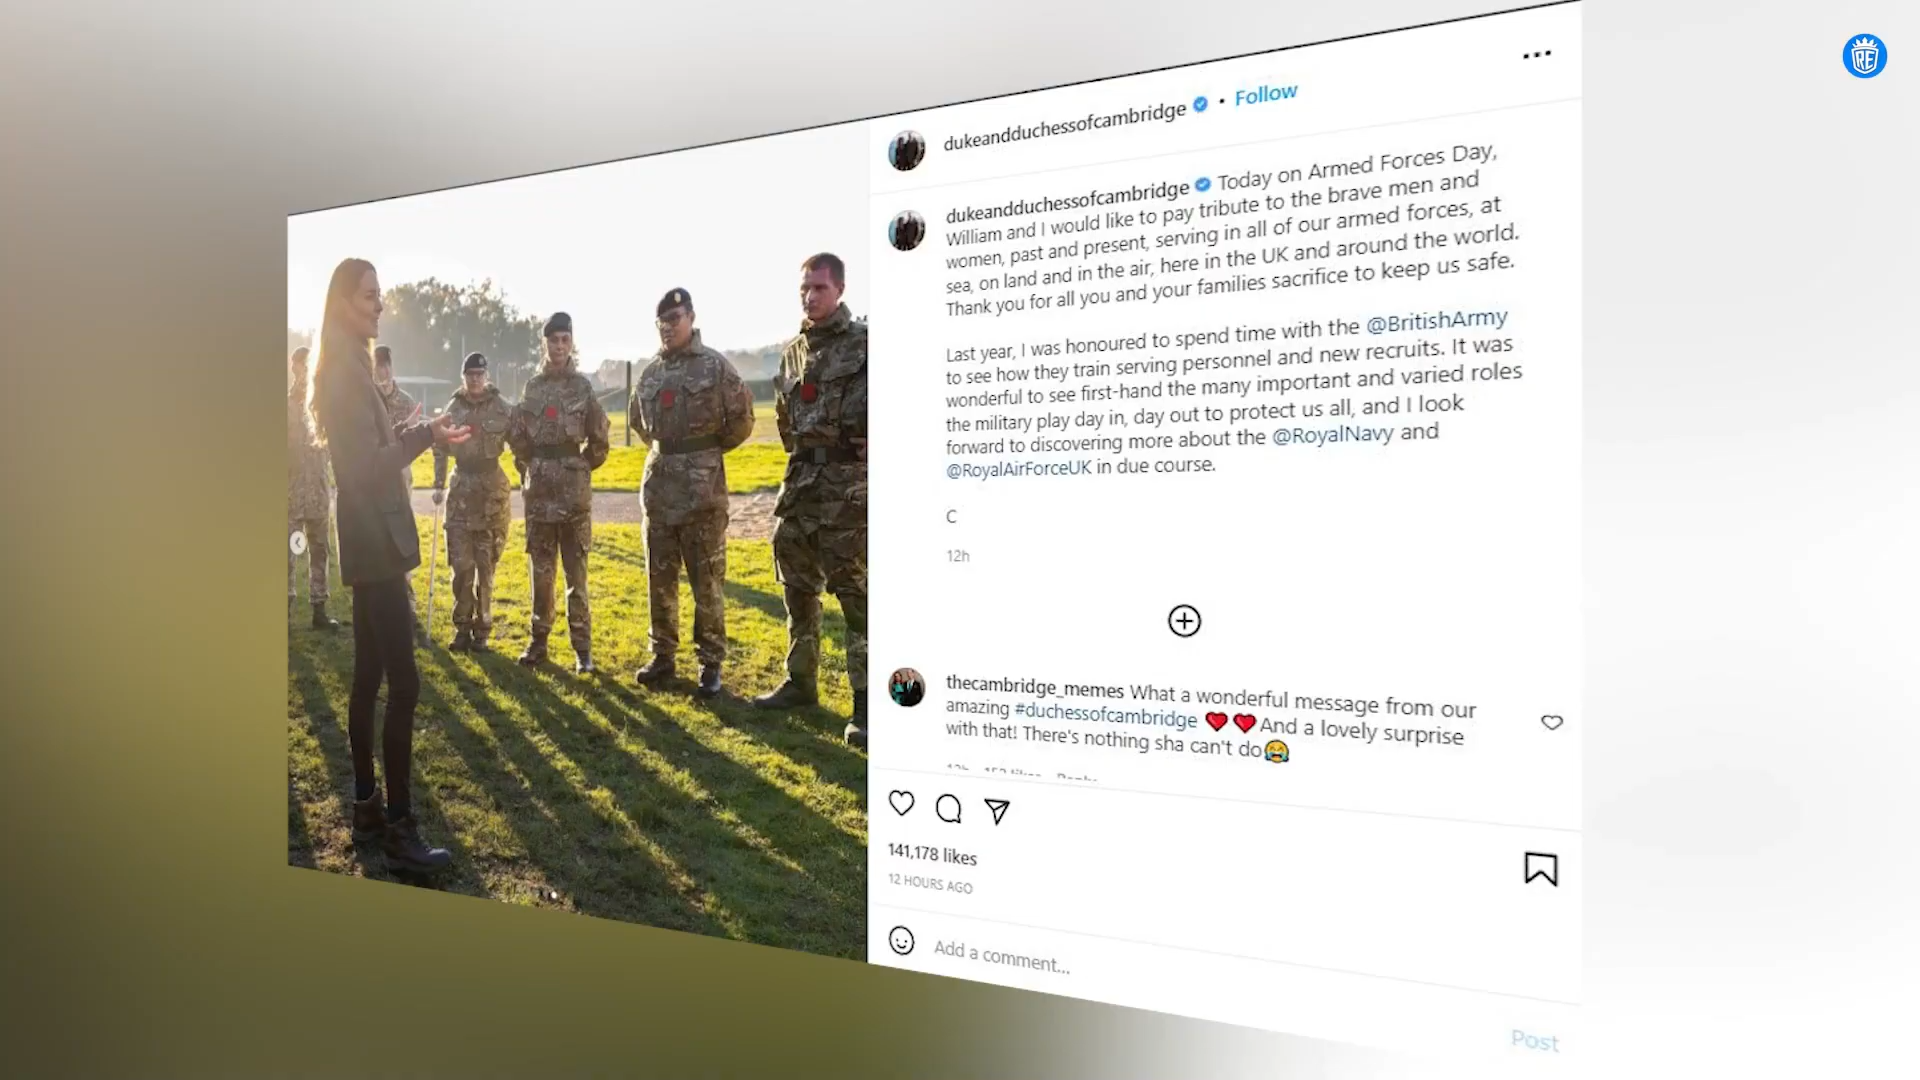 RE
dukeandduchessofcambridge • Follow
dukeandduchessofcambridge Today on Armed Forces Day,
William and I would like to pay tribute to the brave men and
women, past and present, serving in all of our armed forces, at
sea, on land and in the air, here in the UK and around the world.
Thank you for all you and your families sacrifice to keep us safe.
Last year, I was honoured to spend time with the @BritishArmy
to see how they train serving personnel and new recruits. It was
wonderful to see first-hand the many important and varied roles
the military play day in, day out to protect us all, and I look
forward to discovering more about the @RoyalNavy and
@RoyalAirForceUK in due course.
C
12h
thecambridge_memes What a wonderful message from our
amazing #duchessofcambridge ❤️❤️And a lovely surprise
with that! There's nothing sha can't do😭
141,178 likes
12 HOURS AGO
Add a comment...
Post